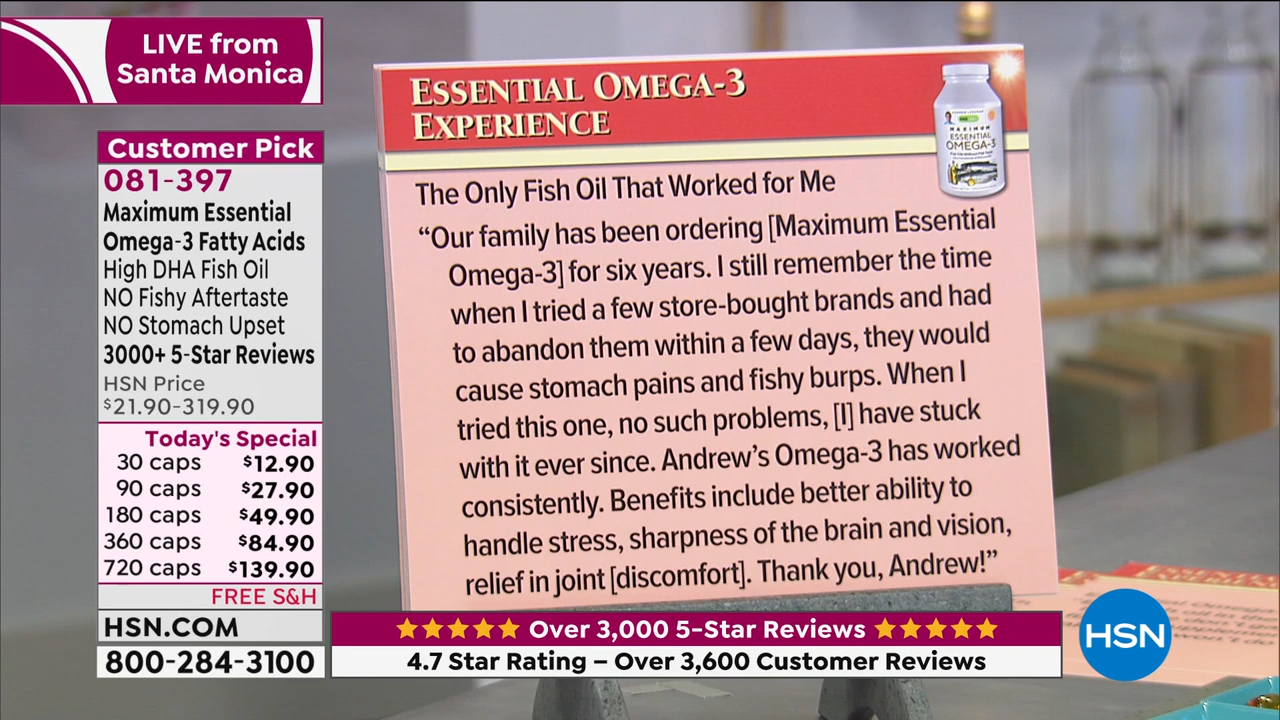 LIVE from
Santa Monica
Customer Pick
081-397
Maximum Essential
Omega-3 Fatty Acids
High DHA Fish Oil
NO Fishy Aftertaste
NO Stomach Upset
3000+ 5-Star Reviews
HSN Price
$21.90-319.90
Today's Special
30 caps $12.90
90 caps $27.90
180 caps $49.90
360 caps $84.90
720 caps $139.90
FREE S&H
HSN.COM
800-284-3100
ESSENTIAL OMEGA-3
EXPERIENCE
MAXIMUM
ESSENTIAL
OMEGA-3
The Only Fish Oil That Worked for Me
“Our family has been ordering [Maximum Essential
Omega-3] for six years. I still remember the time
when I tried a few store-bought brands and had
to abandon them within a few days, they would
cause stomach pains and fishy burps. When I
tried this one, no such problems, [I] have stuck
with it ever since. Andrew’s Omega-3 has worked
consistently. Benefits include better ability to
handle stress, sharpness of the brain and vision,
relief in joint [discomfort]. Thank you, Andrew!”
Over 3,000 5-Star Reviews
4.7 Star Rating – Over 3,600 Customer Reviews
HSN